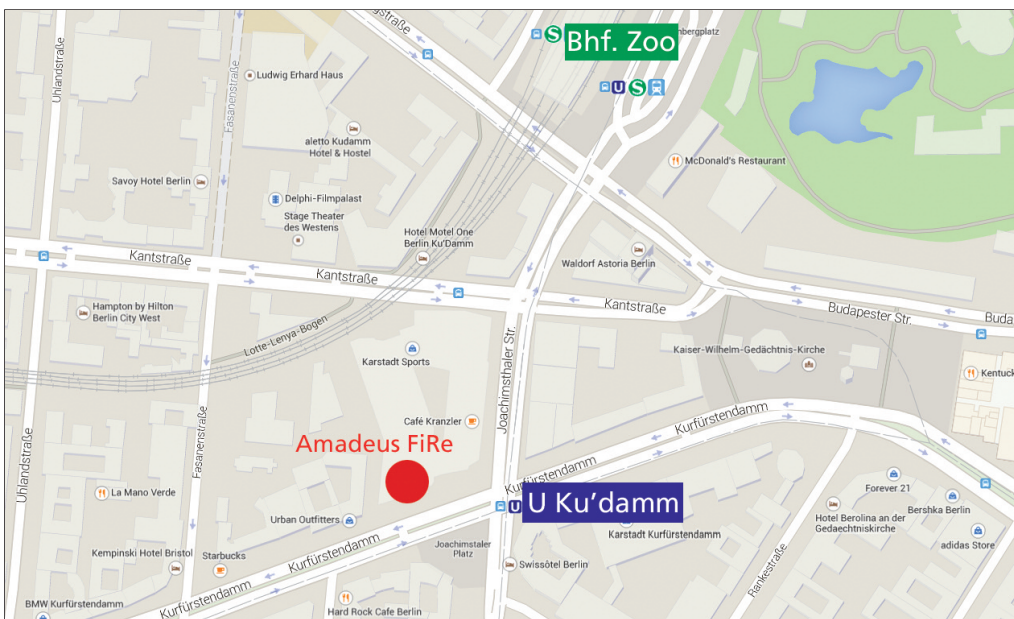 Bhf. Zoo
nbergplatz
Uhlandstraße
Fasanenstraße
Ludwig Erhard Haus
aletto Kudamm
Hotel & Hostel
McDonald's Restaurant
Savoy Hotel Berlin
Delphi-Filmpalast
Stage Theater
des Westens
Hotel Motel One
Berlin Ku'Damm
Waldorf Astoria Berlin
Kantstraße
Kantstraße
Kantstraße
Budapester Str.
Buda
Hampton by Hilton
Berlin City West
Lotte-Lenya-Bogen
Karstadt Sports
Joachimsthaler Str.
Kaiser-Wilhelm-Gedächtnis-Kirche
Kentuck
Café Kranzler
Kurfürstendamm
Amadeus FiRe
Uhlandstraße
Fasanenstraße
La Mano Verde
Kurfürstendamm
U Ku'damm
Forever 21
Bershka Berlin
Urban Outfitters
Hotel Berolina an der
Gedaechtniskirche
Karstadt Kurfürstendamm
adidas Store
Joachimstaler
Platz
Kempinski Hotel Bristol
Starbucks
Kurfürstendamm
Swissôtel Berlin
Rankestraße
BMW Kurfürstendamm
Kurfürstendamm
Hard Rock Cafe Berlin